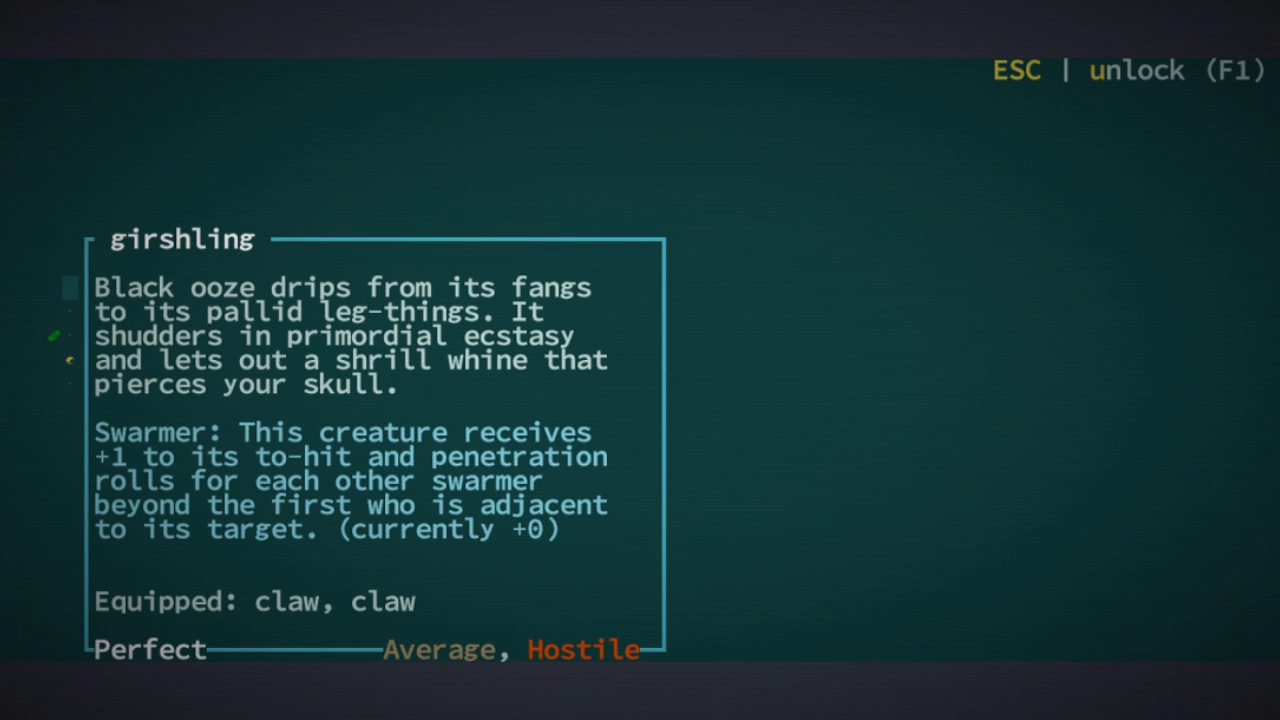 ESC | unlock (F1)
girshling
Black ooze drips from its fangs
to its pallid leg-things. It
shudders in primordial ecstasy
and lets out a shrill whine that
pierces your skull.
Swarmer: This creature receives
+1 to its to-hit and penetration
rolls for each other swarmer
beyond the first who is adjacent
to its target. (currently +0)
Equipped: claw, claw
Perfect Average, Hostile